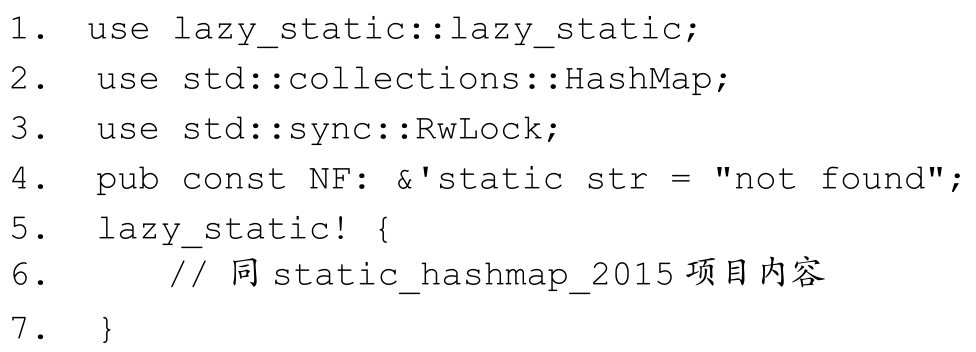 1. use lazy_static::lazy_static;
2. use std::collections::HashMap;
3. use std::sync::RwLock;
4. pub const NF: &'static str = "not found";
5. lazy_static! {
6. // 同 static_hashmap_2015 项目内容
7. }